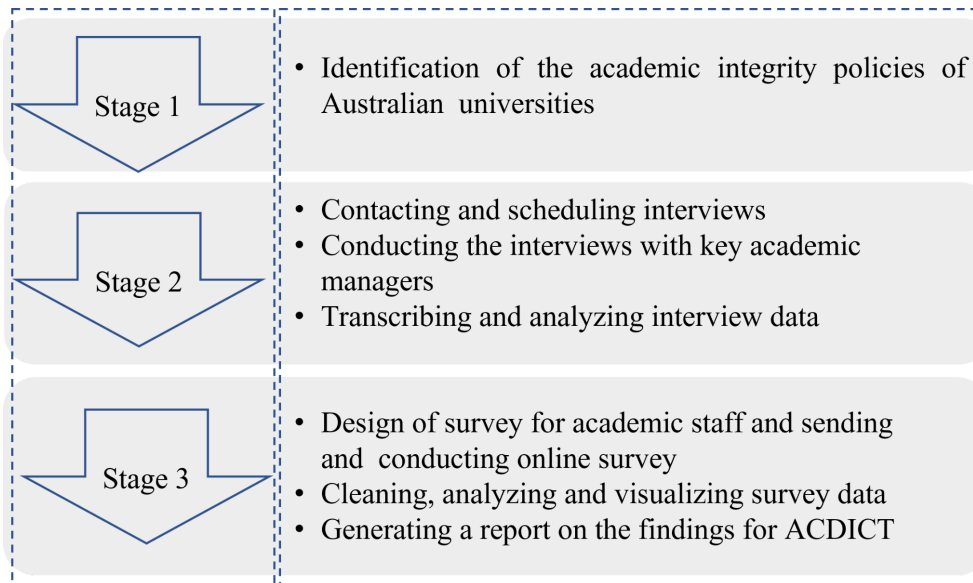 Stage 1
• Identification of the academic integrity policies of
Australian universities
Stage 2
• Contacting and scheduling interviews
• Conducting the interviews with key academic
managers
• Transcribing and analyzing interview data
Stage 3
• Design of survey for academic staff and sending
and conducting online survey
• Cleaning, analyzing and visualizing survey data
• Generating a report on the findings for ACDICT